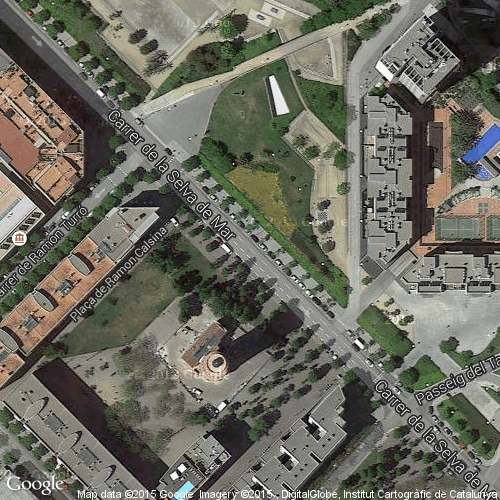 Carrer de la Selva de Mar
Carrer de Ramon Turró
Plaça de Ramon Calsina
Passeig del Ta
Carrer de la Selva de M
Google
Map data ©2015 Google Imagery ©2015 , DigitalGlobe, Institut Cartogràfic de Catalunya